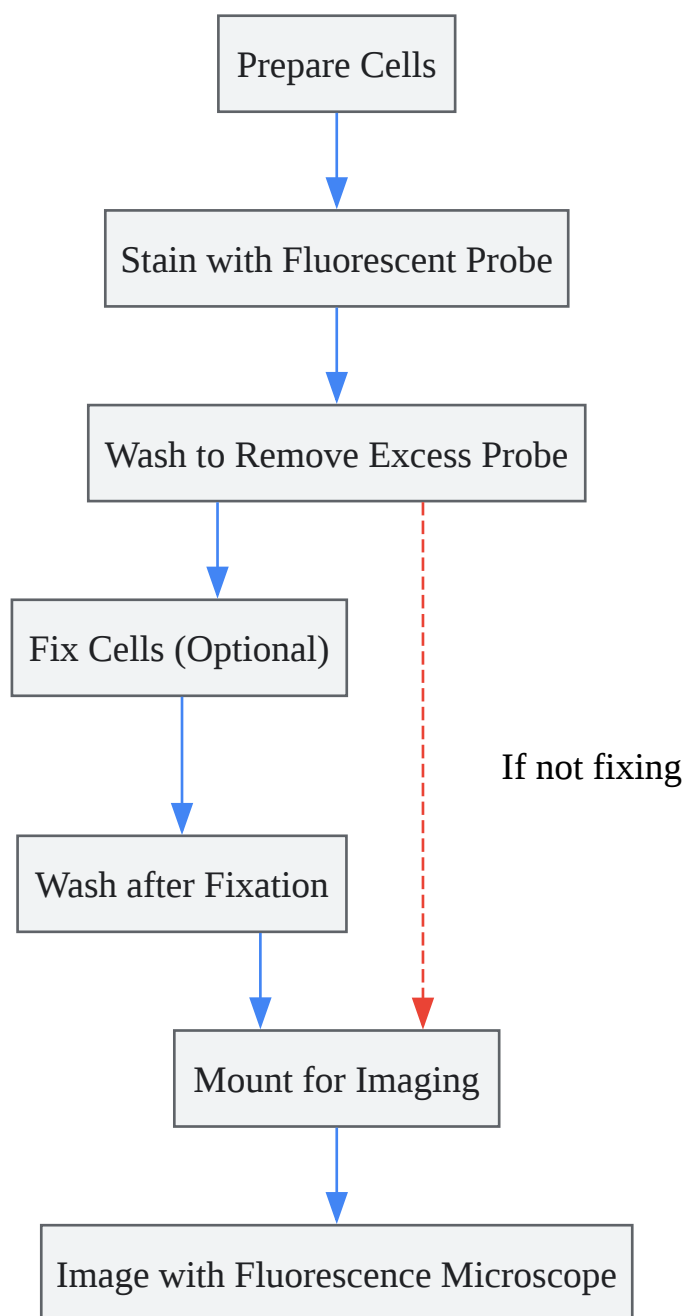 Prepare Cells
Stain with Fluorescent Probe
Wash to Remove Excess Probe
Fix Cells (Optional)
If not fixing
Wash after Fixation
Mount for Imaging
Image with Fluorescence Microscope